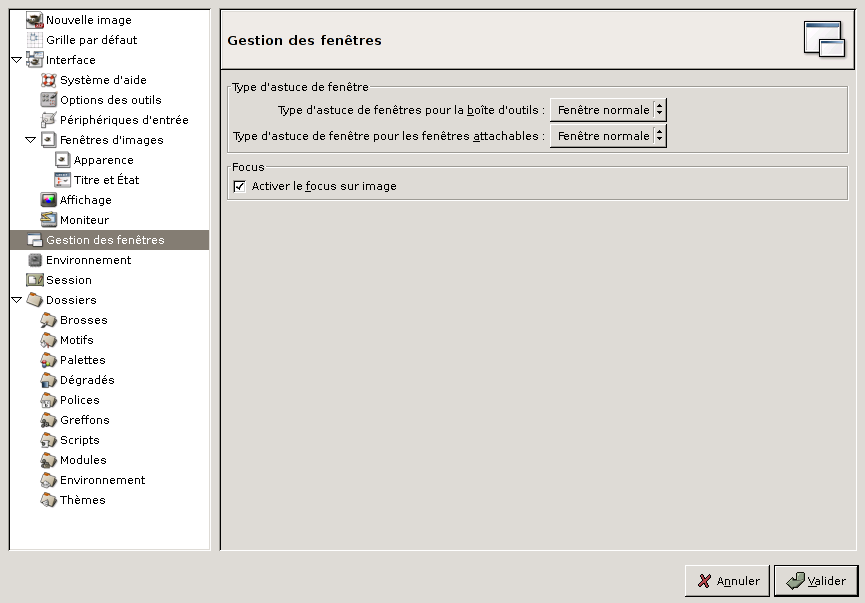 Nouvelle image
Grille par défaut
Interface
Système d'aide
Options des outils
Périphériques d'entrée
Fenêtres d'images
Apparence
Titre et État
Affichage
Moniteur
Gestion des fenêtres
Environnement
Session
Dossiers
Brosses
Motifs
Palettes
Dégradés
Polices
Greffons
Scripts
Modules
Environnement
Thèmes
Gestion des fenêtres
Type d'astuce de fenêtre
Type d'astuce de fenêtres pour la boîte d'outils : Fenêtre normale
Type d'astuce de fenêtre pour les fenêtres attachables : Fenêtre normale
Focus
Activer le focus sur image
Annuler Valider